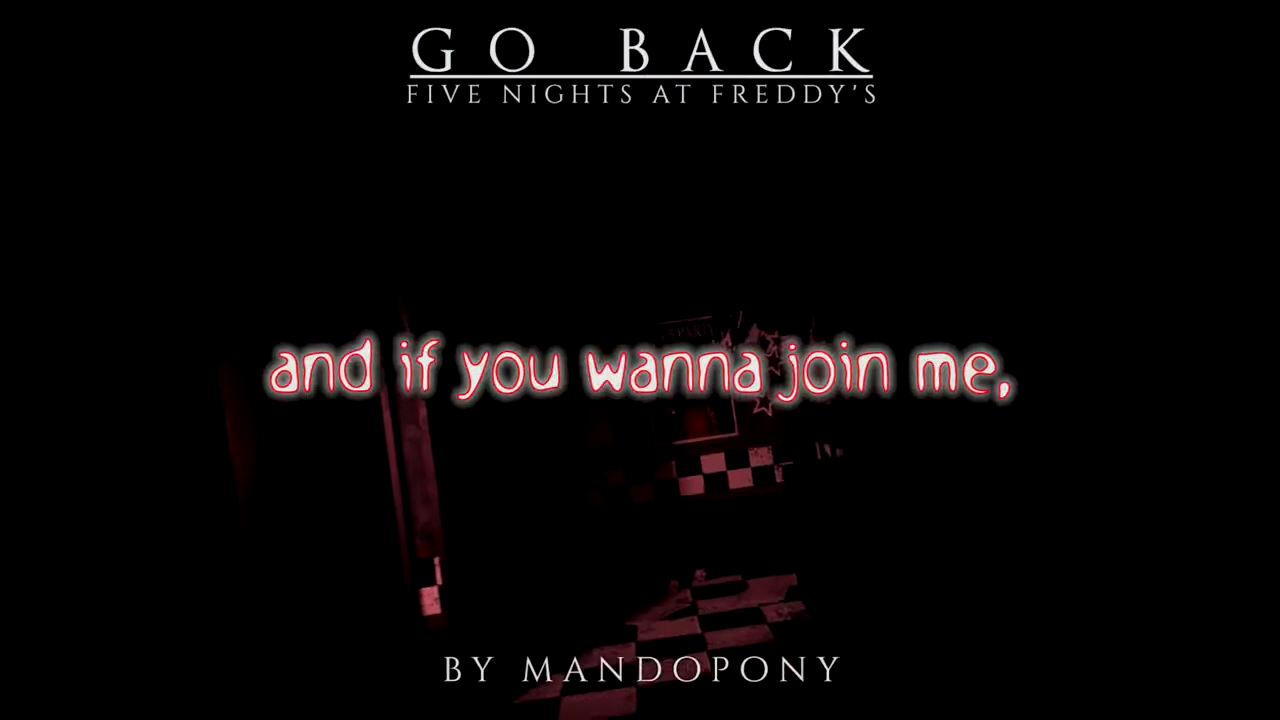 GO BACK
FIVE NIGHTS AT FREDDY'S
and if you wanna join me,
BY MANDOPONY